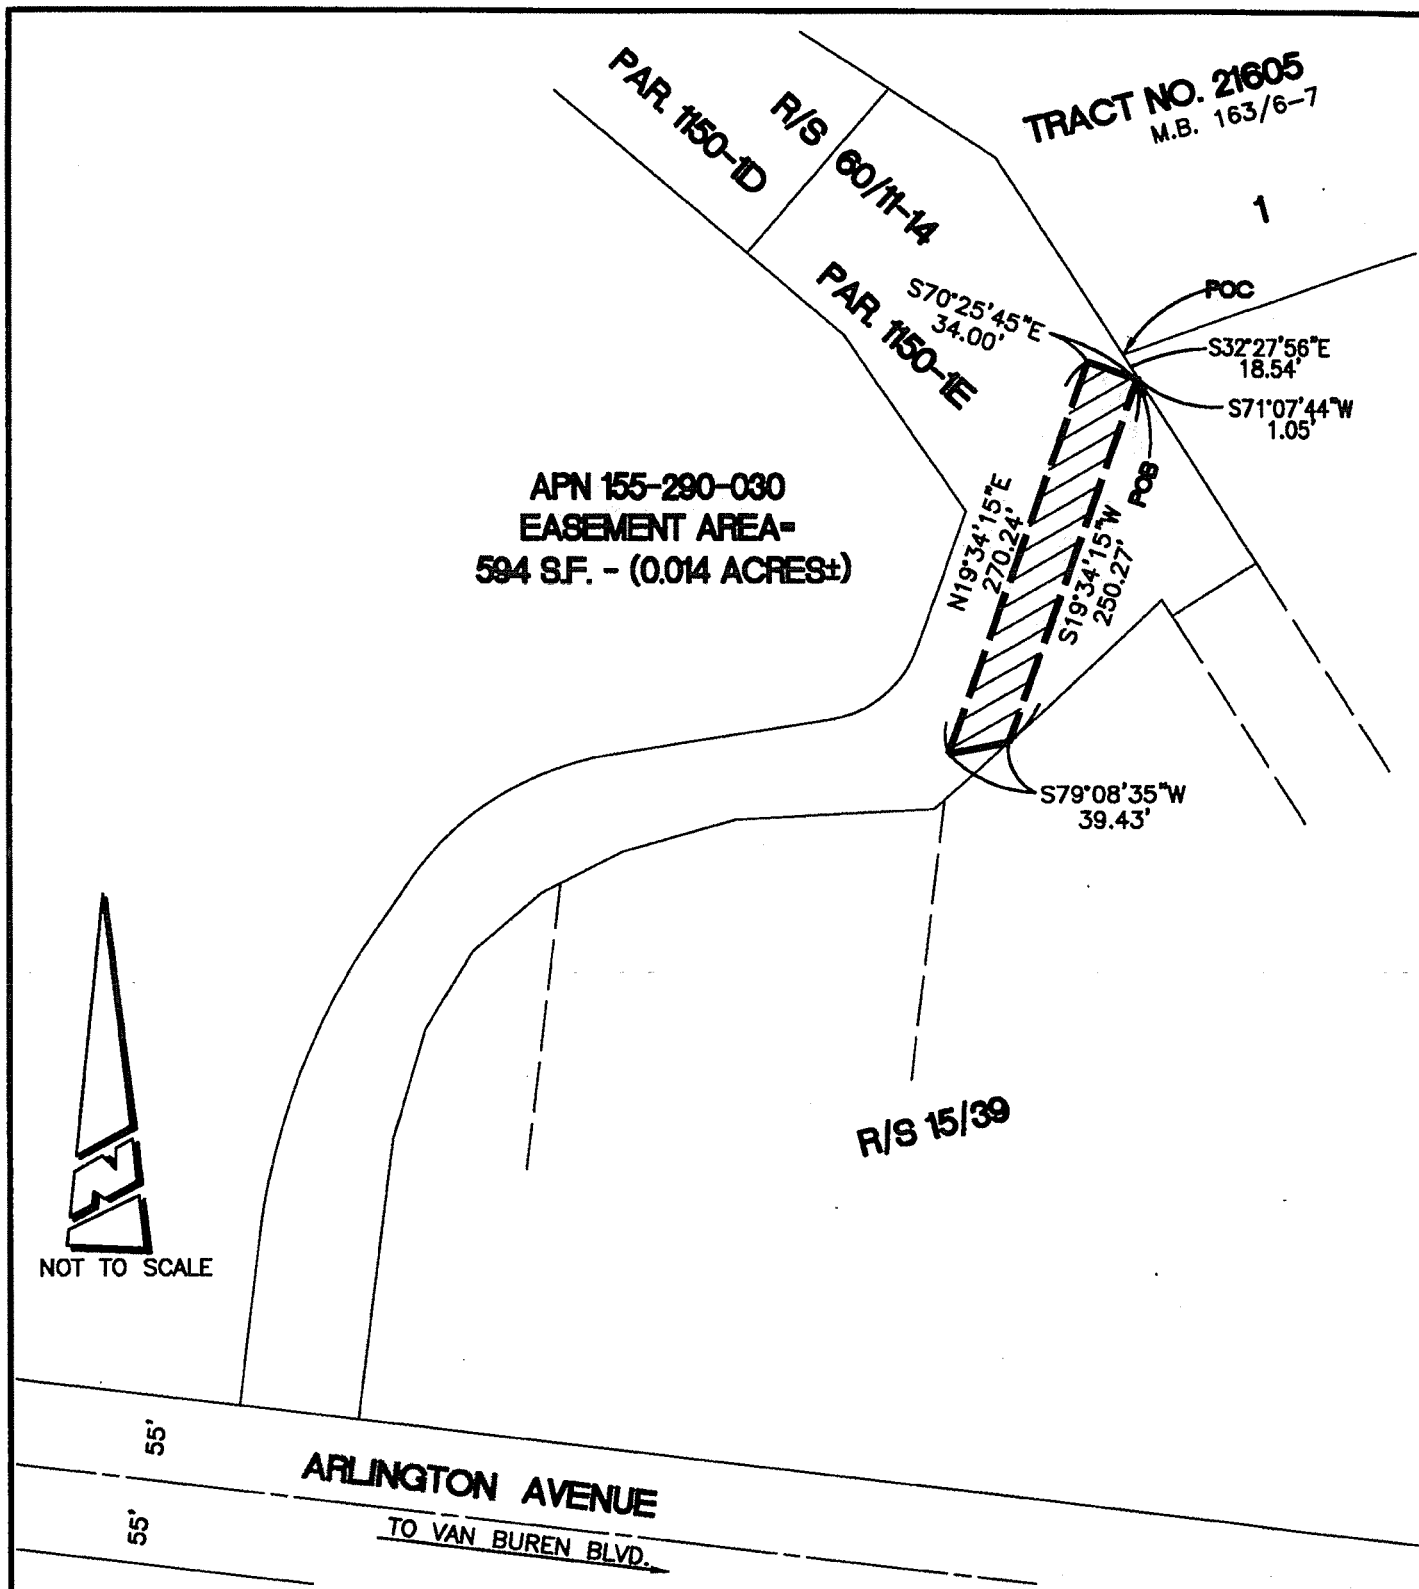 TRACT NO. 21605
M.B. 163/6-7
1
PAR. 1150-1D
R/S 60/11-14
PAR. 1150-1E
POC
S70°25'45"E
34.00'
S32°27'56"E
18.54'
S71°07'44"W
1.05'
POB
APN 155-290-030
EASEMENT AREA=
594 S.F. - (0.014 ACRES±)
N19°34'15"E
270.24'
S19°34'15"W
250.27'
S79°08'35"W
39.43'
R/S 15/39
N
NOT TO SCALE
55'
ARLINGTON AVENUE
55'
TO VAN BUREN BLVD.